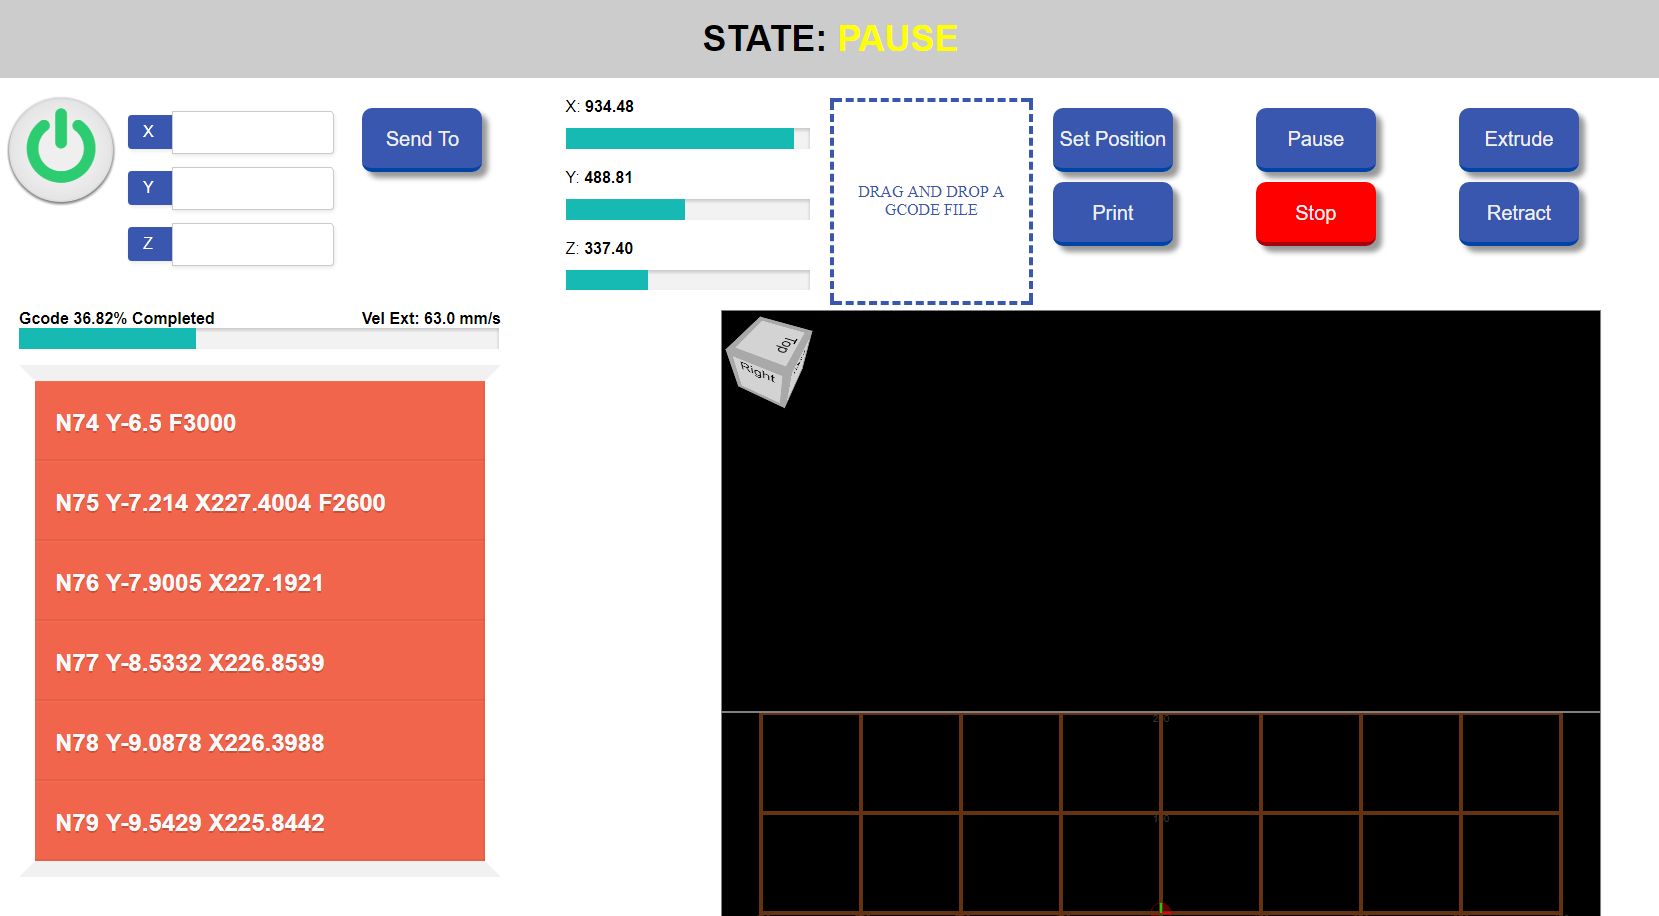 STATE: PAUSE
X
Y
Z
Send To
X: 934.48
Y: 488.81
Z: 337.40
DRAG AND DROP A
GCODE FILE
Set Position
Pause
Extrude
Print
Stop
Retract
Gcode 36.82% Completed
Vel Ext: 63.0 mm/s
N74 Y-6.5 F3000
N75 Y-7.214 X227.4004 F2600
N76 Y-7.9005 X227.1921
N77 Y-8.5332 X226.8539
N78 Y-9.0878 X226.3988
N79 Y-9.5429 X225.8442
Top
Right
200
100